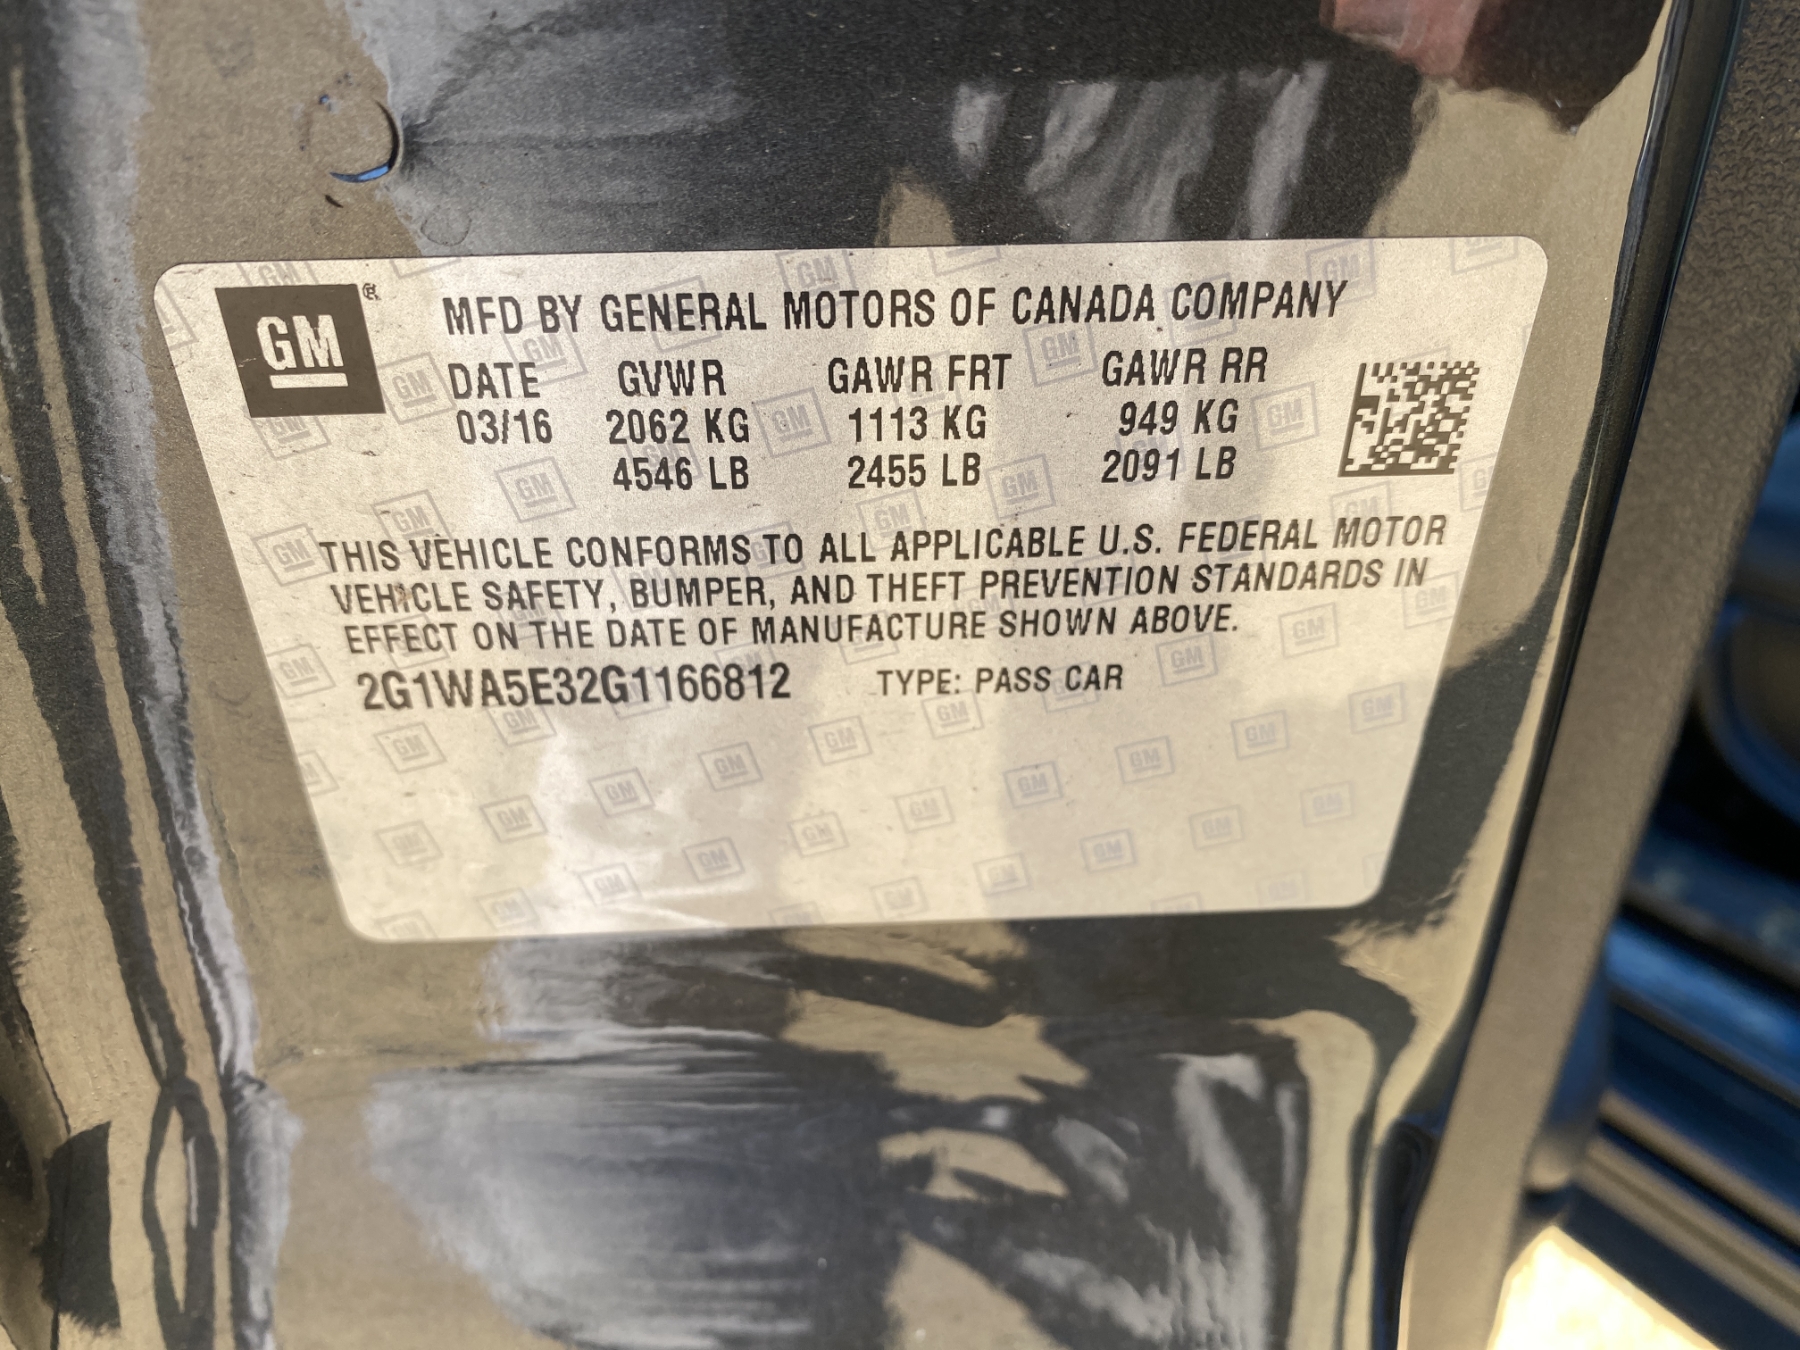 GM ® MFD BY GENERAL MOTORS OF CANADA COMPANY
DATE GVWR GAWR FRT GAWR RR
03/16 2062 KG 1113 KG 949 KG
4546 LB 2455 LB 2091 LB
THIS VEHICLE CONFORMS TO ALL APPLICABLE U.S. FEDERAL MOTOR
VEHICLE SAFETY, BUMPER, AND THEFT PREVENTION STANDARDS IN
EFFECT ON THE DATE OF MANUFACTURE SHOWN ABOVE.
2G1WA5E32G1166812 TYPE: PASS CAR